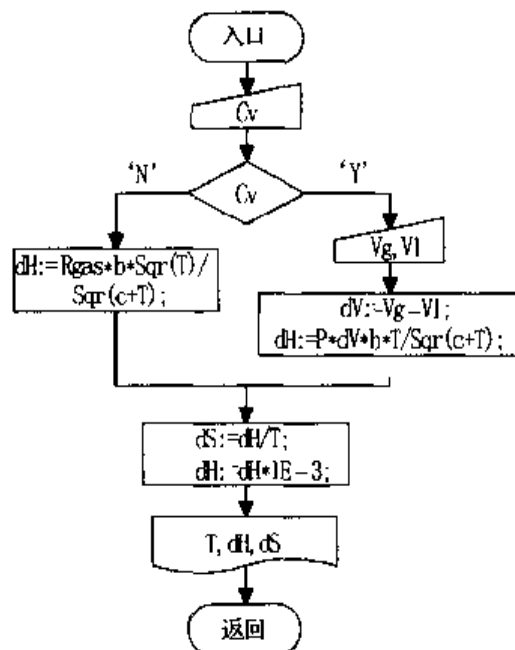 入口
Cv
‘N’
Cv
‘Y’
Vg, Vl
dH:=Rgas*b*Sqr(T)/
Sqr(c+T);
dV:=Vg-Vl;
dH:=P*dV*b*T/Sqr(c+T);
dS:=dH/T;
dH:=dH*1E-3;
T, dH, dS
返回